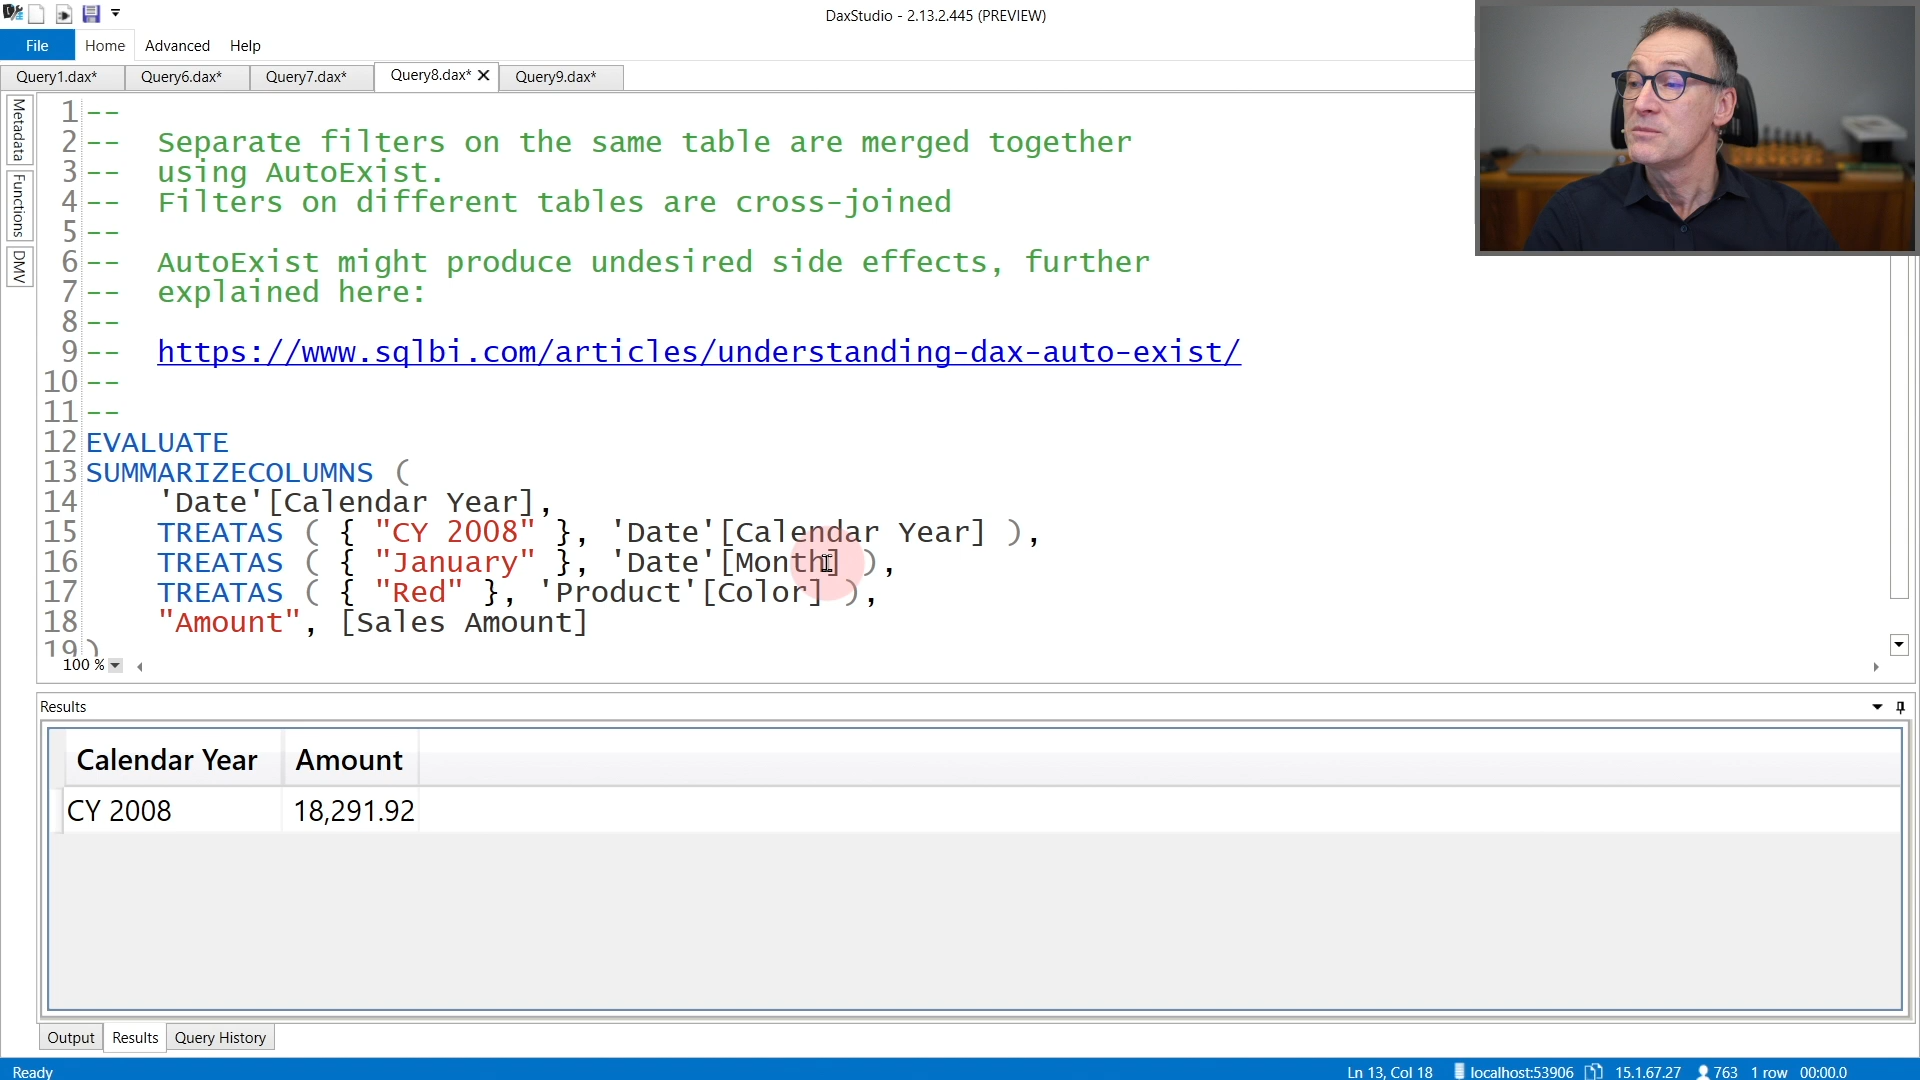 DaxStudio - 2.13.2.445 (PREVIEW)
File Home Advanced Help
Query1.dax* Query6.dax* Query7.dax* Query8.dax* Query9.dax*
Metadata
Functions
DMV
1 --
2 -- Separate filters on the same table are merged together
3 -- using AutoExist.
4 -- Filters on different tables are cross-joined
5 --
6 -- AutoExist might produce undesired side effects, further
7 -- explained here:
8 --
9 -- https://www.sqlbi.com/articles/understanding-dax-auto-exist/
10 --
11 --
12 EVALUATE
13 SUMMARIZECOLUMNS (
14 'Date'[Calendar Year],
15 TREATAS ( { "CY 2008" }, 'Date'[Calendar Year] ),
16 TREATAS ( { "January" }, 'Date'[Month] ),
17 TREATAS ( { "Red" }, 'Product'[Color] ),
18 "Amount", [Sales Amount]
19 )
100 %
Results
Calendar Year Amount
CY 2008 18,291.92
Output Results Query History
Ready Ln 13, Col 18 localhost:53906 15.1.67.27 763 1 row 00:00.0